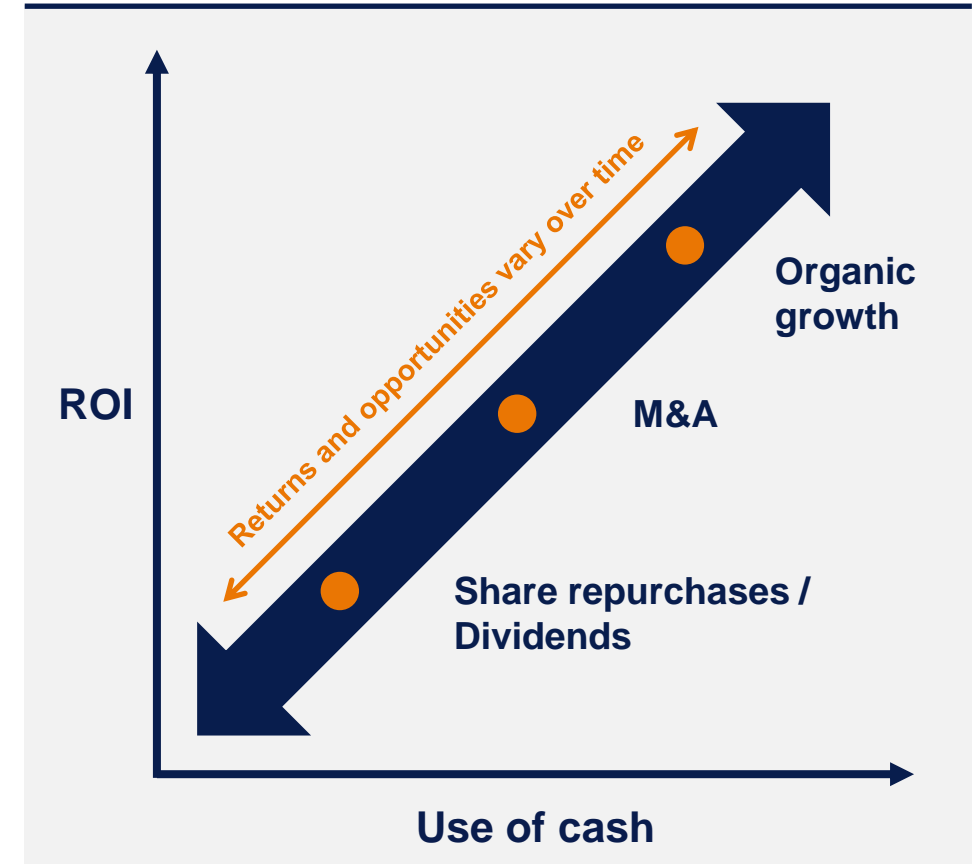 Returns and opportunities vary over time
Organic
growth
ROI
M&A
Share repurchases /
Dividends
Use of cash